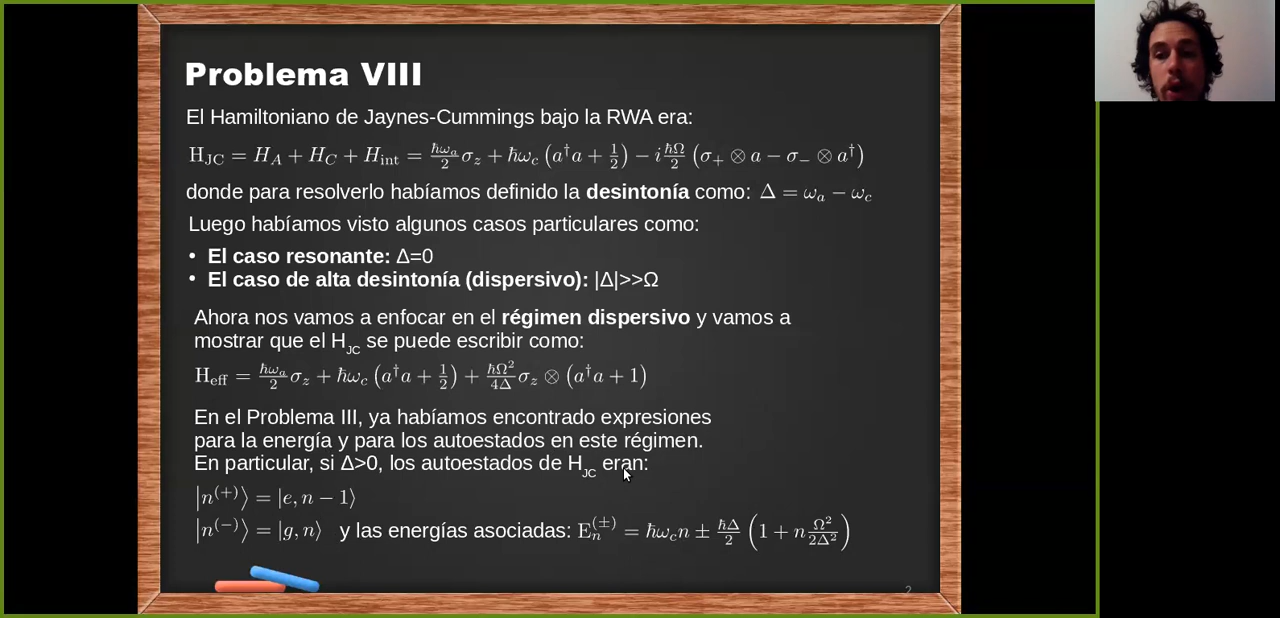 Problema VIII
El Hamiltoniano de Jaynes-Cummings bajo la RWA era:
H_JC = H_A + H_C + H_int = ħω_a/2 σ_z + ħω_c (a†a + 1/2) − i ħΩ/2 (σ_+ ⊗ a − σ_− ⊗ a†)
donde para resolverlo habíamos definido la desintonía como: Δ = ω_a − ω_c
Luego habíamos visto algunos casos particulares como:
• El caso resonante: Δ=0
• El caso de alta desintonía (dispersivo): |Δ|>>Ω
Ahora nos vamos a enfocar en el régimen dispersivo y vamos a
mostrar que el H_JC se puede escribir como:
H_eff = ħω_a/2 σ_z + ħω_c (a†a + 1/2) + ħΩ²/4Δ σ_z ⊗ (a†a + 1)
En el Problema III, ya habíamos encontrado expresiones
para la energía y para los autoestados en este régimen.
En particular, si Δ>0, los autoestados de H_JC eran:
|n^(+)⟩ = |e, n − 1⟩
|n^(−)⟩ = |g, n⟩ y las energías asociadas: E_n^(±) = ħω_c n ± ħΔ/2 (1 + n Ω²/2Δ²)
2